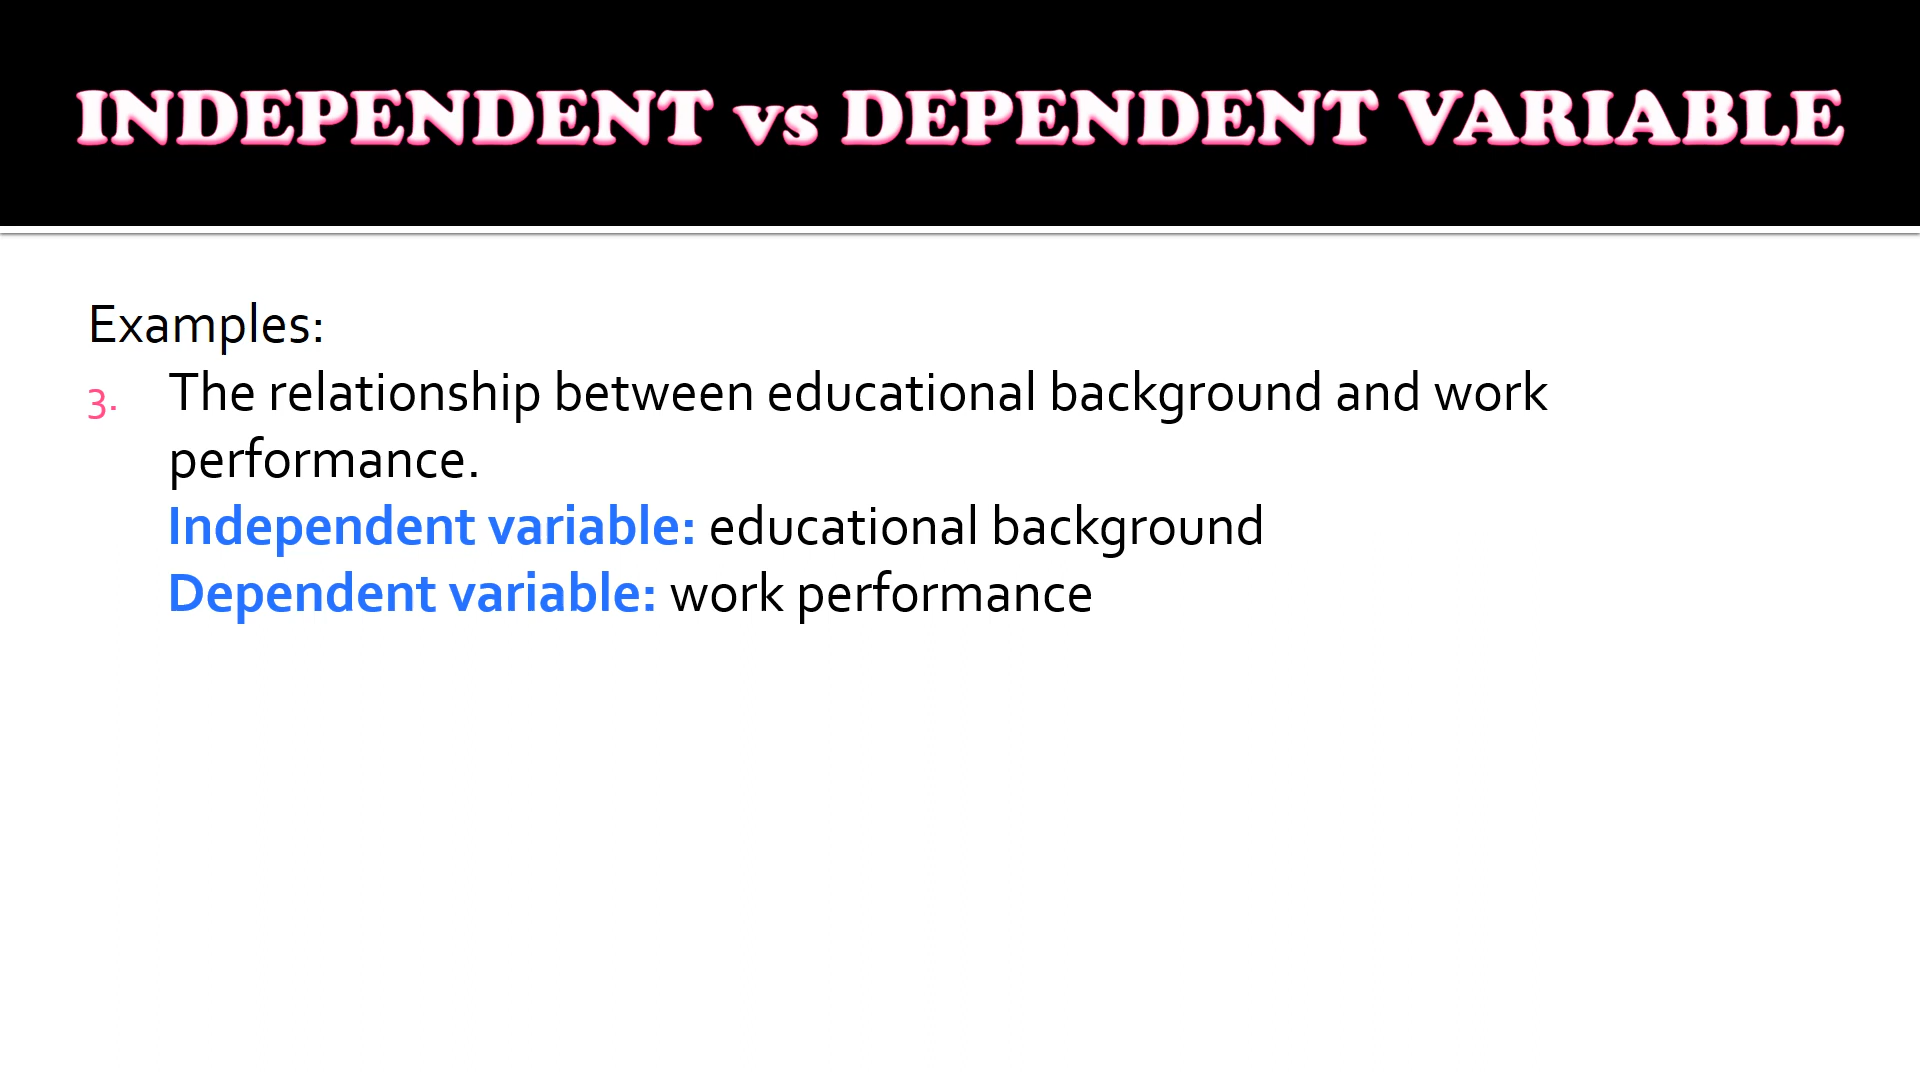 INDEPENDENT vs DEPENDENT VARIABLE
Examples:
3. The relationship between educational background and work
performance.
Independent variable: educational background
Dependent variable: work performance